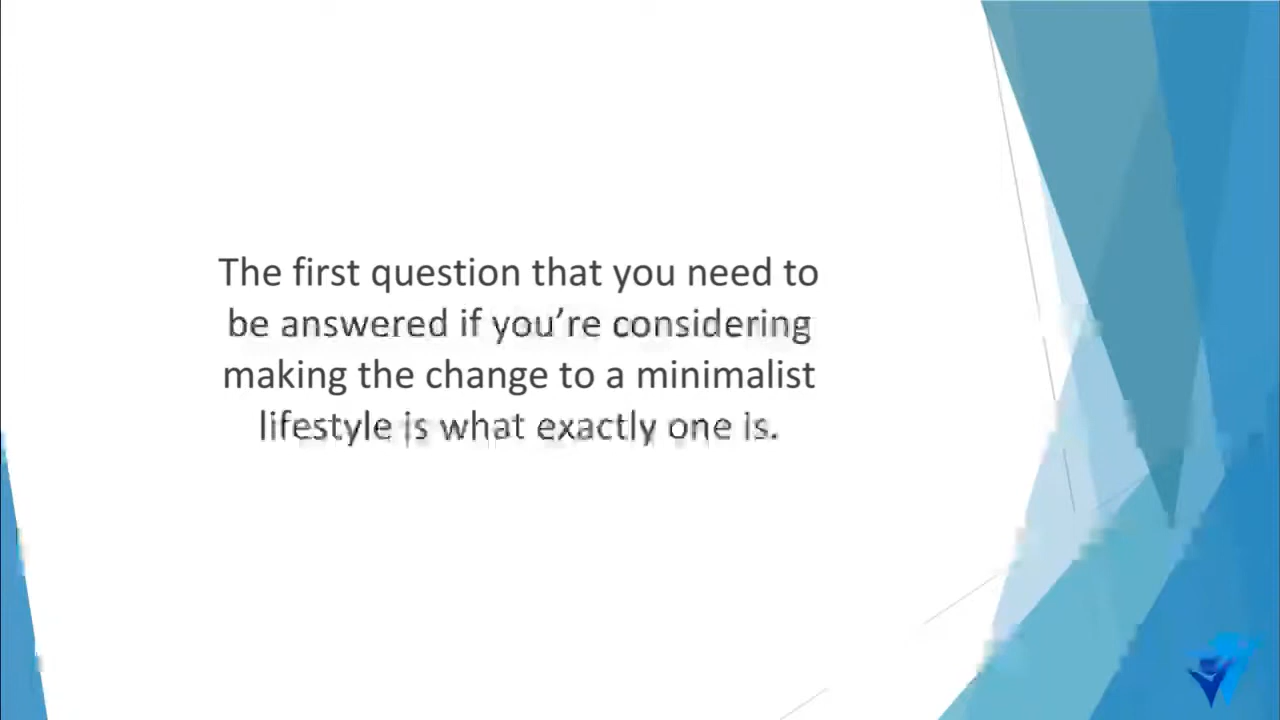 The first question that you need to
be answered if you’re considering
making the change to a minimalist
lifestyle is what exactly one is.